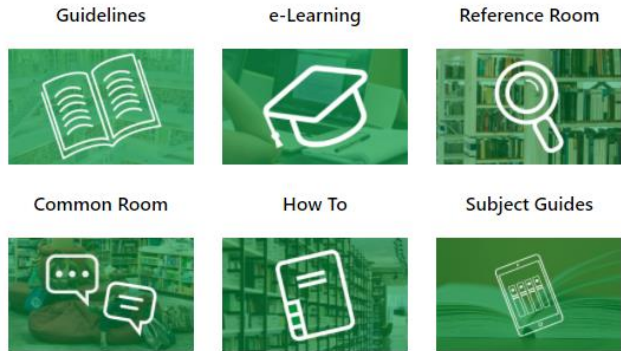 Guidelines
e-Learning
Reference Room
Common Room
How To
Subject Guides